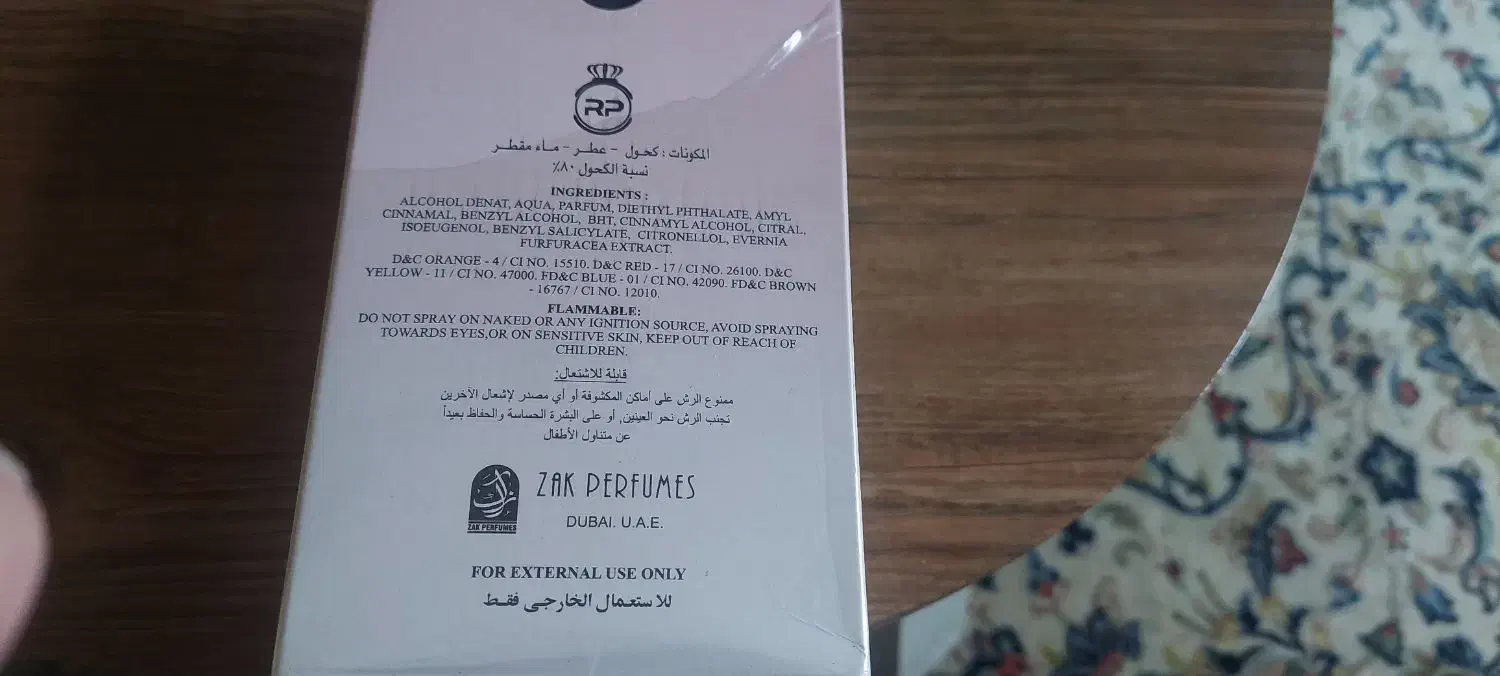 RP
المكونات : كحول - عطر - مـاء مقطـر
نسبة الكحول ٨٠٪
INGREDIENTS :
ALCOHOL DENAT, AQUA, PARFUM, DIETHYL PHTHALATE, AMYL
CINNAMAL, BENZYL ALCOHOL, BHT, CINNAMYL ALCOHOL, CITRAL,
ISOEUGENOL, BENZYL SALICYLATE, CITRONELLOL, EVERNIA
FURFURACEA EXTRACT.
D&C ORANGE - 4 / CI NO. 15510. D&C RED - 17 / CI NO. 26100. D&C
YELLOW - 11 / CI NO. 47000. FD&C BLUE - 01 / CI NO. 42090. FD&C BROWN
- 16767 / CI NO. 12010.
FLAMMABLE:
DO NOT SPRAY ON NAKED OR ANY IGNITION SOURCE, AVOID SPRAYING
TOWARDS EYES,OR ON SENSITIVE SKIN, KEEP OUT OF REACH OF
CHILDREN.
قابلة للاشتعال:
ممنوع الرش على أماكن المكشوفة أو أي مصدر لإشعال الآخرين
تجنب الرش نحو العينين, أو على البشرة الحساسة والحفاظ بعيداً
عن متناول الأطفال
ZAK PERFUMES
ZAK PERFUMES
DUBAI. U.A.E.
FOR EXTERNAL USE ONLY
للاستعمال الخارجي فقـط